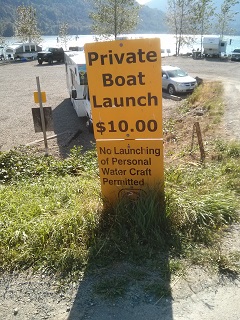 Private
Boat
Launch
$10.00
No Launching
of Personal
Water Craft
Permitted